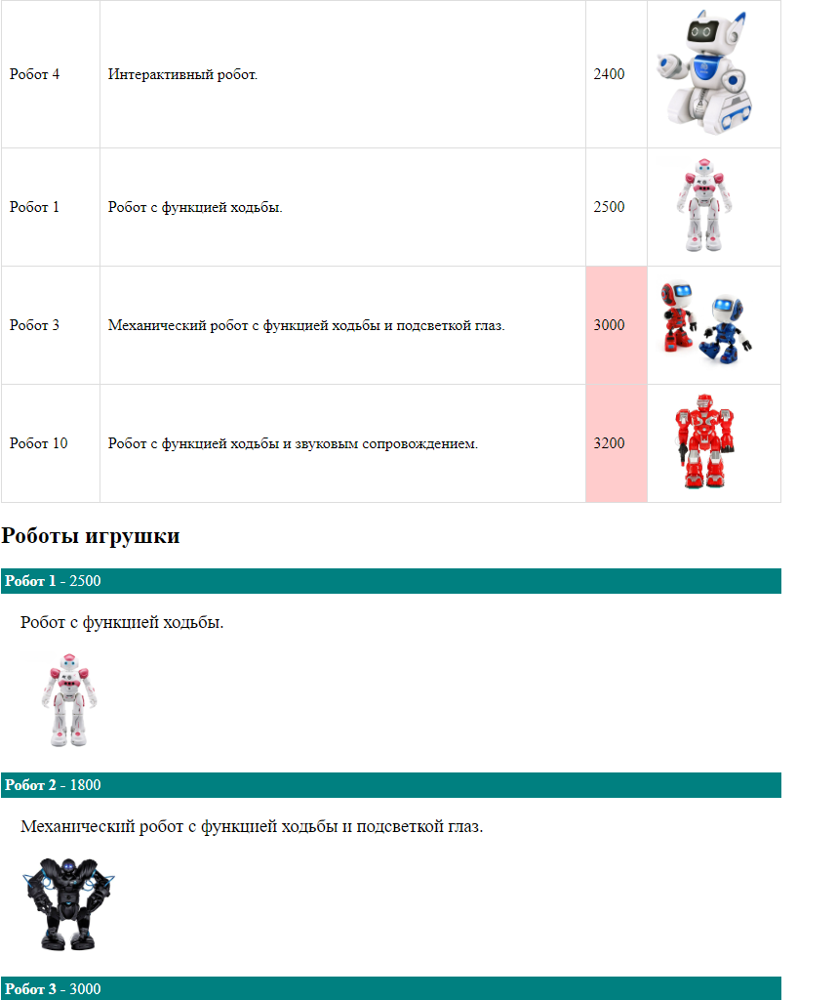 Робот 4 Интерактивный робот. 2400
Робот 1 Робот с функцией ходьбы. 2500
Робот 3 Механический робот с функцией ходьбы и подсветкой глаз. 3000
Робот 10 Робот с функцией ходьбы и звуковым сопровождением. 3200
Роботы игрушки
Робот 1 - 2500
Робот с функцией ходьбы.
Робот 2 - 1800
Механический робот с функцией ходьбы и подсветкой глаз.
Робот 3 - 3000